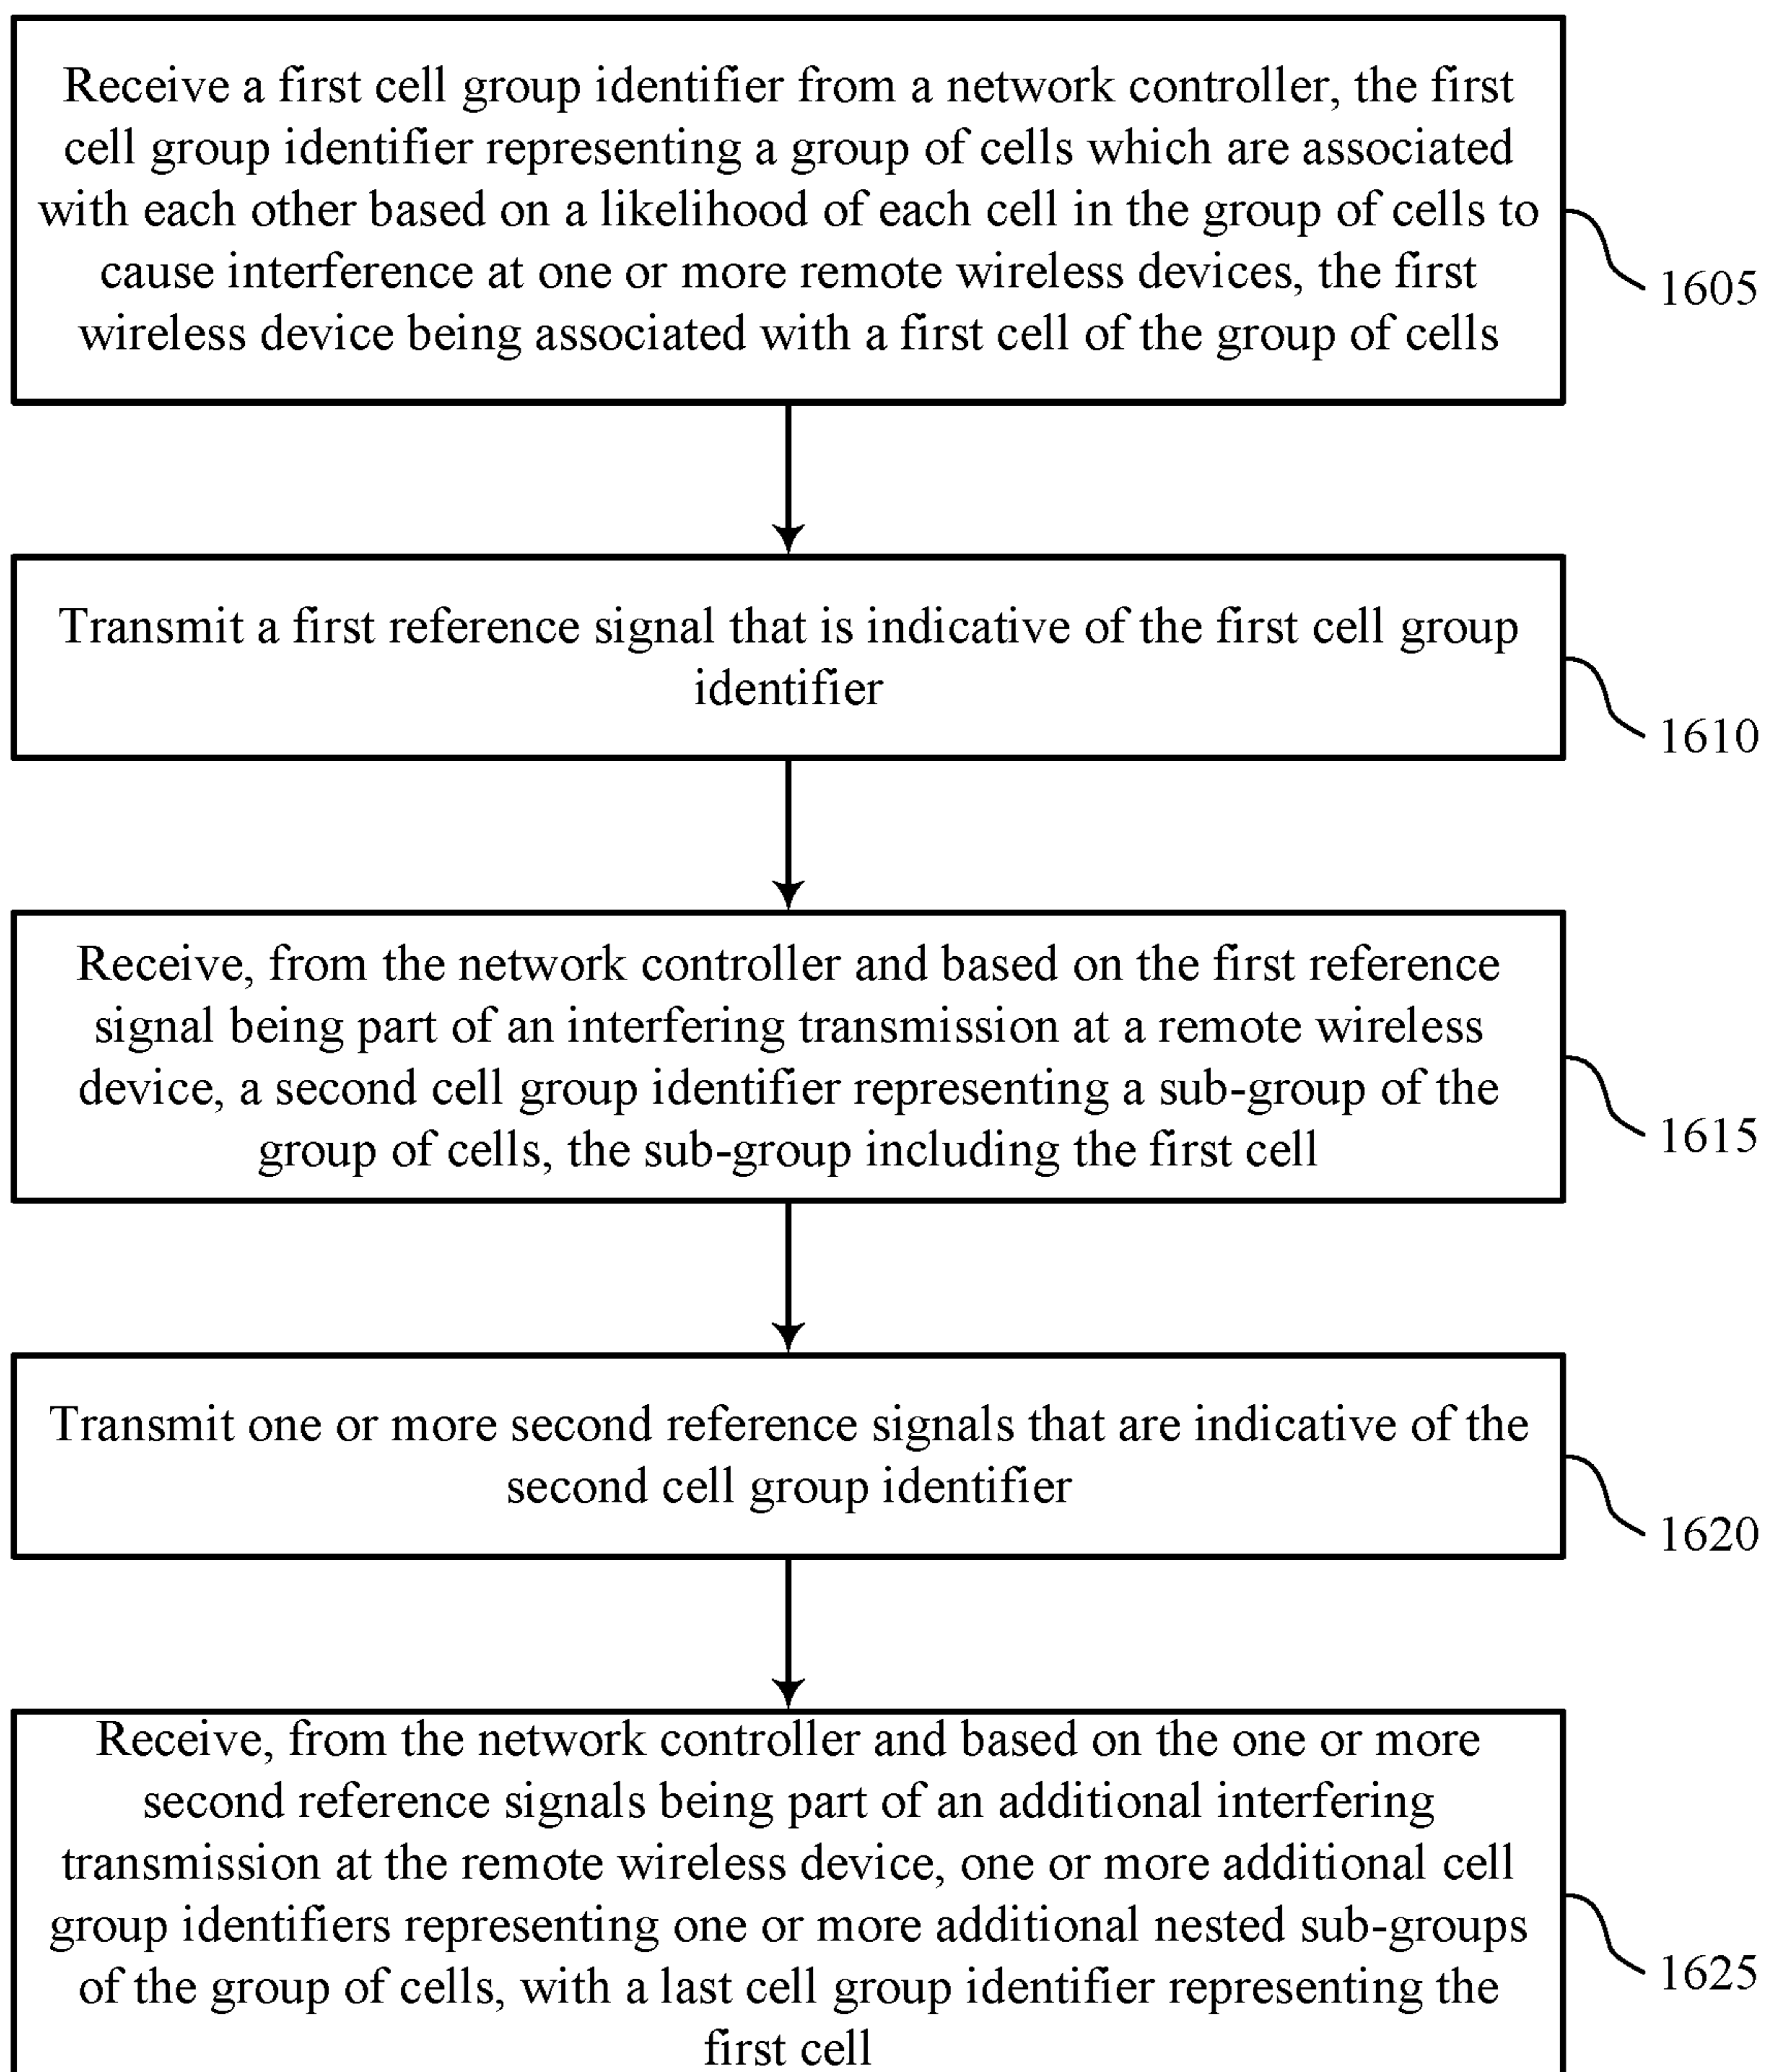 Receive a first cell group identifier from a network controller, the first
cell group identifier representing a group of cells which are associated
with each other based on a likelihood of each cell in the group of cells to
cause interference at one or more remote wireless devices, the first
wireless device being associated with a first cell of the group of cells
1605
Transmit a first reference signal that is indicative of the first cell group
identifier
1610
Receive, from the network controller and based on the first reference
signal being part of an interfering transmission at a remote wireless
device, a second cell group identifier representing a sub-group of the
group of cells, the sub-group including the first cell
1615
Transmit one or more second reference signals that are indicative of the
second cell group identifier
1620
Receive, from the network controller and based on the one or more
second reference signals being part of an additional interfering
transmission at the remote wireless device, one or more additional cell
group identifiers representing one or more additional nested sub-groups
of the group of cells, with a last cell group identifier representing the
first cell
1625